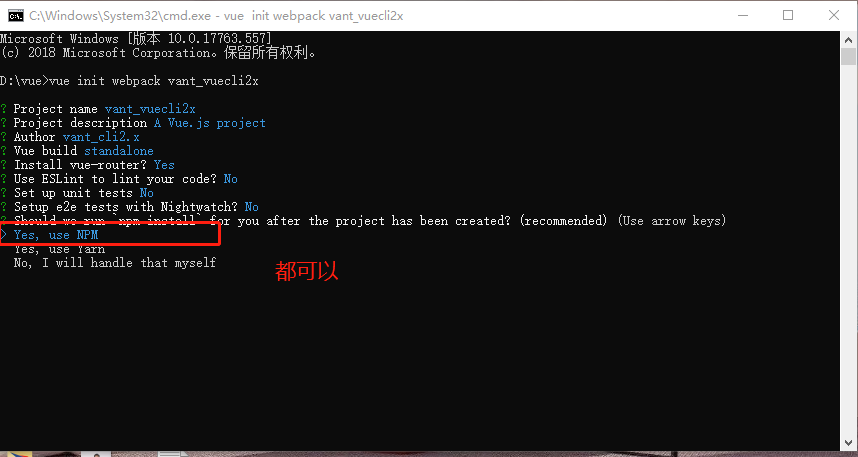 C:\Windows\System32\cmd.exe - vue  init webpack vant_vuecli2x
Microsoft Windows [版本 10.0.17763.557]
(c) 2018 Microsoft Corporation。保留所有权利。
D:\vue>vue init webpack vant_vuecli2x
? Project name vant_vuecli2x
? Project description A Vue.js project
? Author vant_cli2.x
? Vue build standalone
? Install vue-router? Yes
? Use ESLint to lint your code? No
? Set up unit tests No
? Setup e2e tests with Nightwatch? No
? Should we run `npm install` for you after the project has been created? (recommended) (Use arrow keys)
> Yes, use NPM
Yes, use Yarn
No, I will handle that myself
都可以